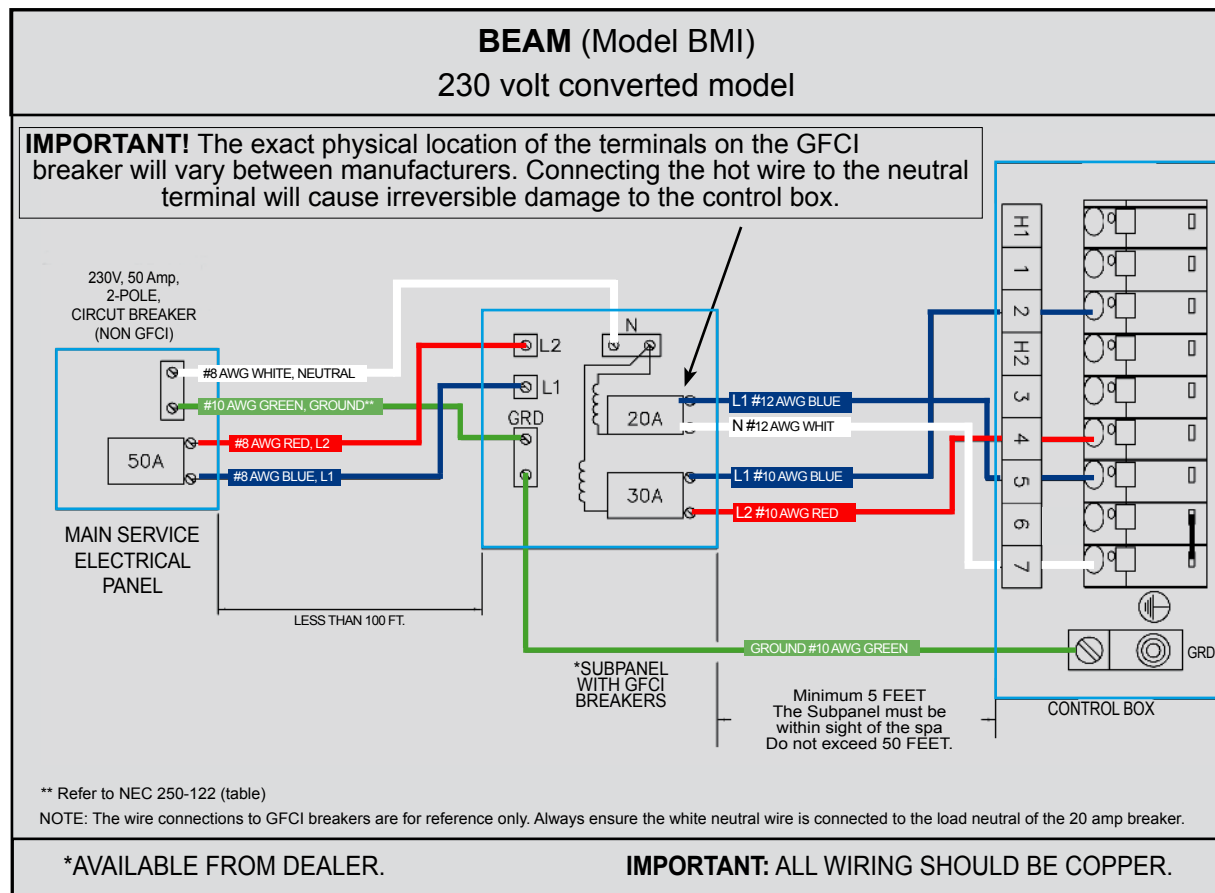 BEAM (Model BMI)
230 volt converted model
IMPORTANT! The exact physical location of the terminals on the GFCI
breaker will vary between manufacturers. Connecting the hot wire to the neutral
terminal will cause irreversible damage to the control box.
230V, 50 Amp,
2-POLE,
CIRCUT BREAKER
(NON GFCI)
#8 AWG WHITE, NEUTRAL
#10 AWG GREEN, GROUND**
#8 AWG RED, L2
#8 AWG BLUE, L1
50A
MAIN SERVICE
ELECTRICAL
PANEL
LESS THAN 100 FT.
N
L2
L1
GRD
20A
30A
*SUBPANEL
WITH GFCI
BREAKERS
L1 #12 AWG BLUE
N #12 AWG WHIT
L1 #10 AWG BLUE
L2 #10 AWG RED
GROUND #10 AWG GREEN
Minimum 5 FEET
The Subpanel must be
within sight of the spa
Do not exceed 50 FEET.
H1
1
2
H2
3
4
5
6
7
GRD
CONTROL BOX
** Refer to NEC 250-122 (table)
NOTE: The wire connections to GFCI breakers are for reference only. Always ensure the white neutral wire is connected to the load neutral of the 20 amp breaker.
*AVAILABLE FROM DEALER.
IMPORTANT: ALL WIRING SHOULD BE COPPER.